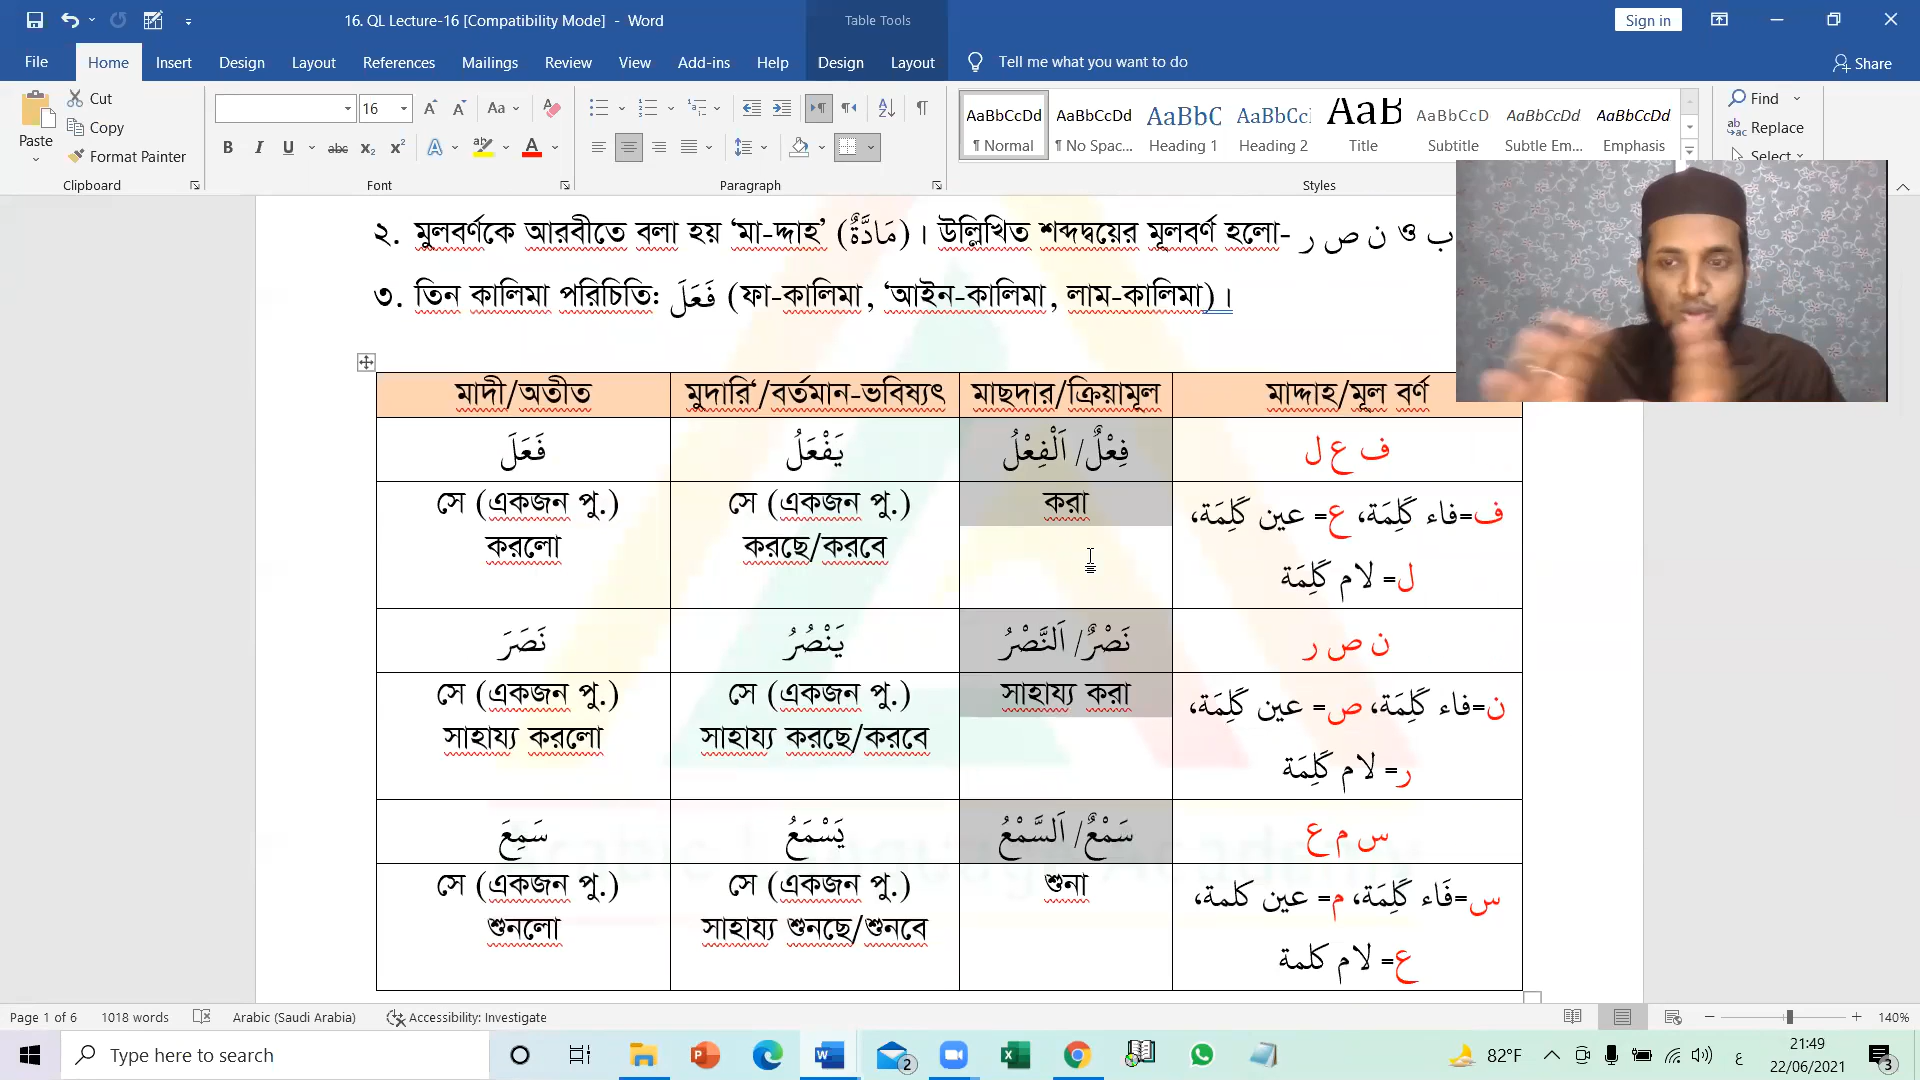 16. QL Lecture-16 [Compatibility Mode] - Word
Table Tools
Sign in
File Home Insert Design Layout References Mailings Review View Add-ins Help Design Layout Tell me what you want to do Share
Paste
Cut
Copy
Format Painter
Clipboard
16
Font
Paragraph
AaBbCcDd AaBbCcDd AaBbC AaBbCc AaB AaBbCcD AaBbCcDd AaBbCcDd
¶ Normal ¶ No Spac... Heading 1 Heading 2 Title Subtitle Subtle Em... Emphasis
Styles
Find
Replace
Select
২. মুলবর্ণকে আরবীতে বলা হয় ‘মা-দ্দাহ’ (مَادَّةٌ)। উল্লিখিত শব্দদ্বয়ের মূলবর্ণ হলো- ن ص ر ও ب
৩. তিন কালিমা পরিচিতি: فَعَلَ (ফা-কালিমা, ‘আইন-কালিমা, লাম-কালিমা)।
মাদী/অতীত মুদারি‘/বর্তমান-ভবিষ্যৎ মাছদার/ক্রিয়ামূল মাদ্দাহ/মূল বর্ণ
فَعَلَ يَفْعَلُ فِعْلٌ/ اَلْفِعْلُ ف ع ل
সে (একজন পু.) করলো
সে (একজন পু.) করছে/করবে
করা
ف=فاء كَلِمَة، ع= عين كَلِمَة،
ل= لام كَلِمَة
نَصَرَ يَنْصُرُ نَصْرٌ/ اَلنَّصْرُ ن ص ر
সে (একজন পু.) সাহায্য করলো
সে (একজন পু.) সাহায্য করছে/করবে
সাহায্য করা
ن=فاء كَلِمَة، ص= عين كَلِمَة،
ر= لام كَلِمَة
سَمِعَ يَسْمَعُ سَمْعٌ/ اَلسَّمْعُ س م ع
সে (একজন পু.) শুনলো
সে (একজন পু.) সাহায্য শুনছে/শুনবে
শুনা
س=فَاء كَلِمَة، م= عين كلمة،
ع= لام كلمة
Page 1 of 6 1018 words Arabic (Saudi Arabia) Accessibility: Investigate 140%
Type here to search
2
82°F
ع
21:49
22/06/2021
3